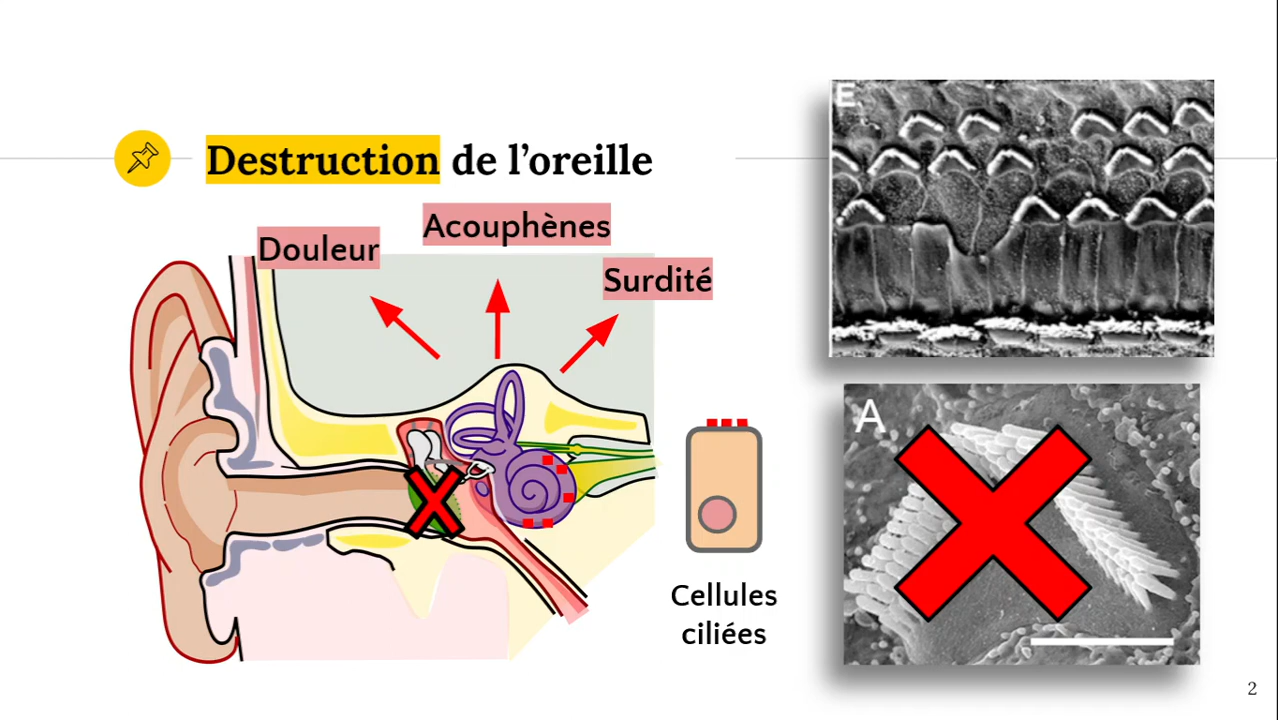 Destruction de l'oreille
Douleur
Acouphènes
Surdité
Cellules
ciliées
E
A
2